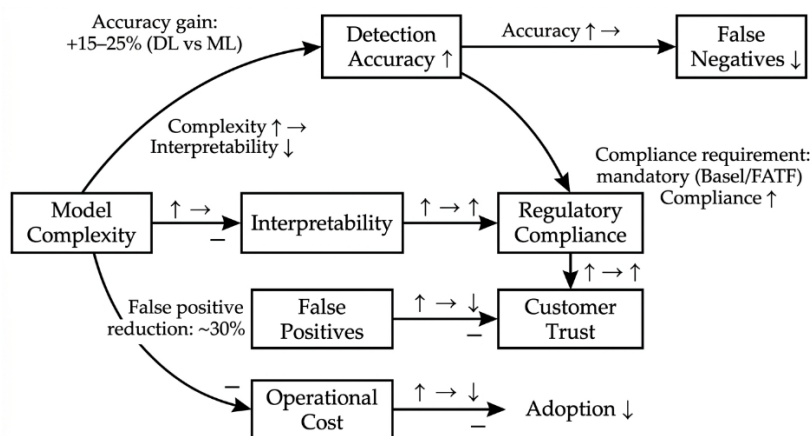 Accuracy gain:
+15–25% (DL vs ML)
Detection
Accuracy ↑
Accuracy ↑ →
False
Negatives ↓
Complexity ↑ →
Interpretability ↓
Compliance requirement:
mandatory (Basel/FATF)
Compliance ↑
Model
Complexity
↑ →
−
Interpretability
↑ → ↑
Regulatory
Compliance
↑ → ↑
False positive
reduction: ~30%
False
Positives
↑ → ↓
−
Customer
Trust
−
Operational
Cost
↑ → ↓
−
Adoption ↓